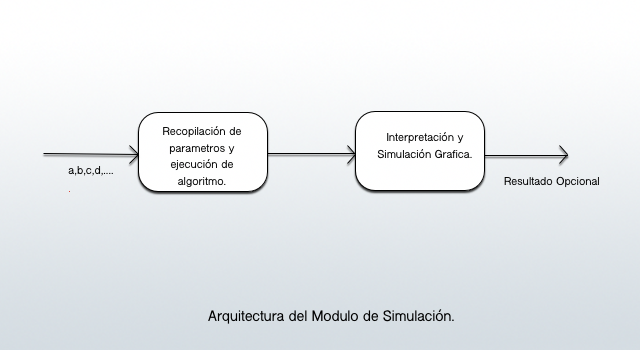 Recopilación de
parametros y
ejecución de
algoritmo.
Interpretación y
Simulación Grafica.
a,b,c,d,....
.
Resultado Opcional
Arquitectura del Modulo de Simulación.